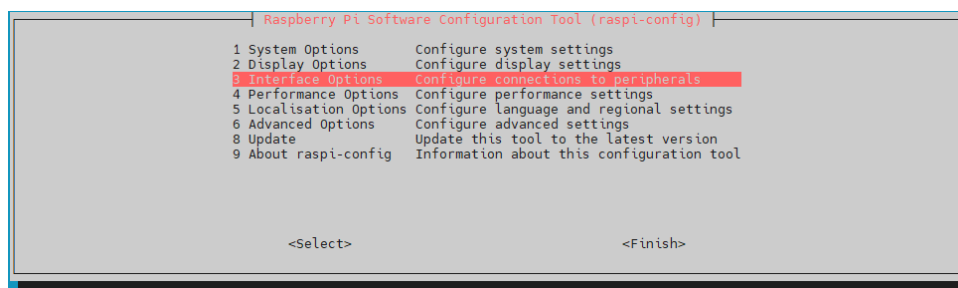 Raspberry Pi Software Configuration Tool (raspi-config)
1 System Options Configure system settings
2 Display Options Configure display settings
3 Interface Options Configure connections to peripherals
4 Performance Options Configure performance settings
5 Localisation Options Configure language and regional settings
6 Advanced Options Configure advanced settings
8 Update Update this tool to the latest version
9 About raspi-config Information about this configuration tool
<Select> <Finish>